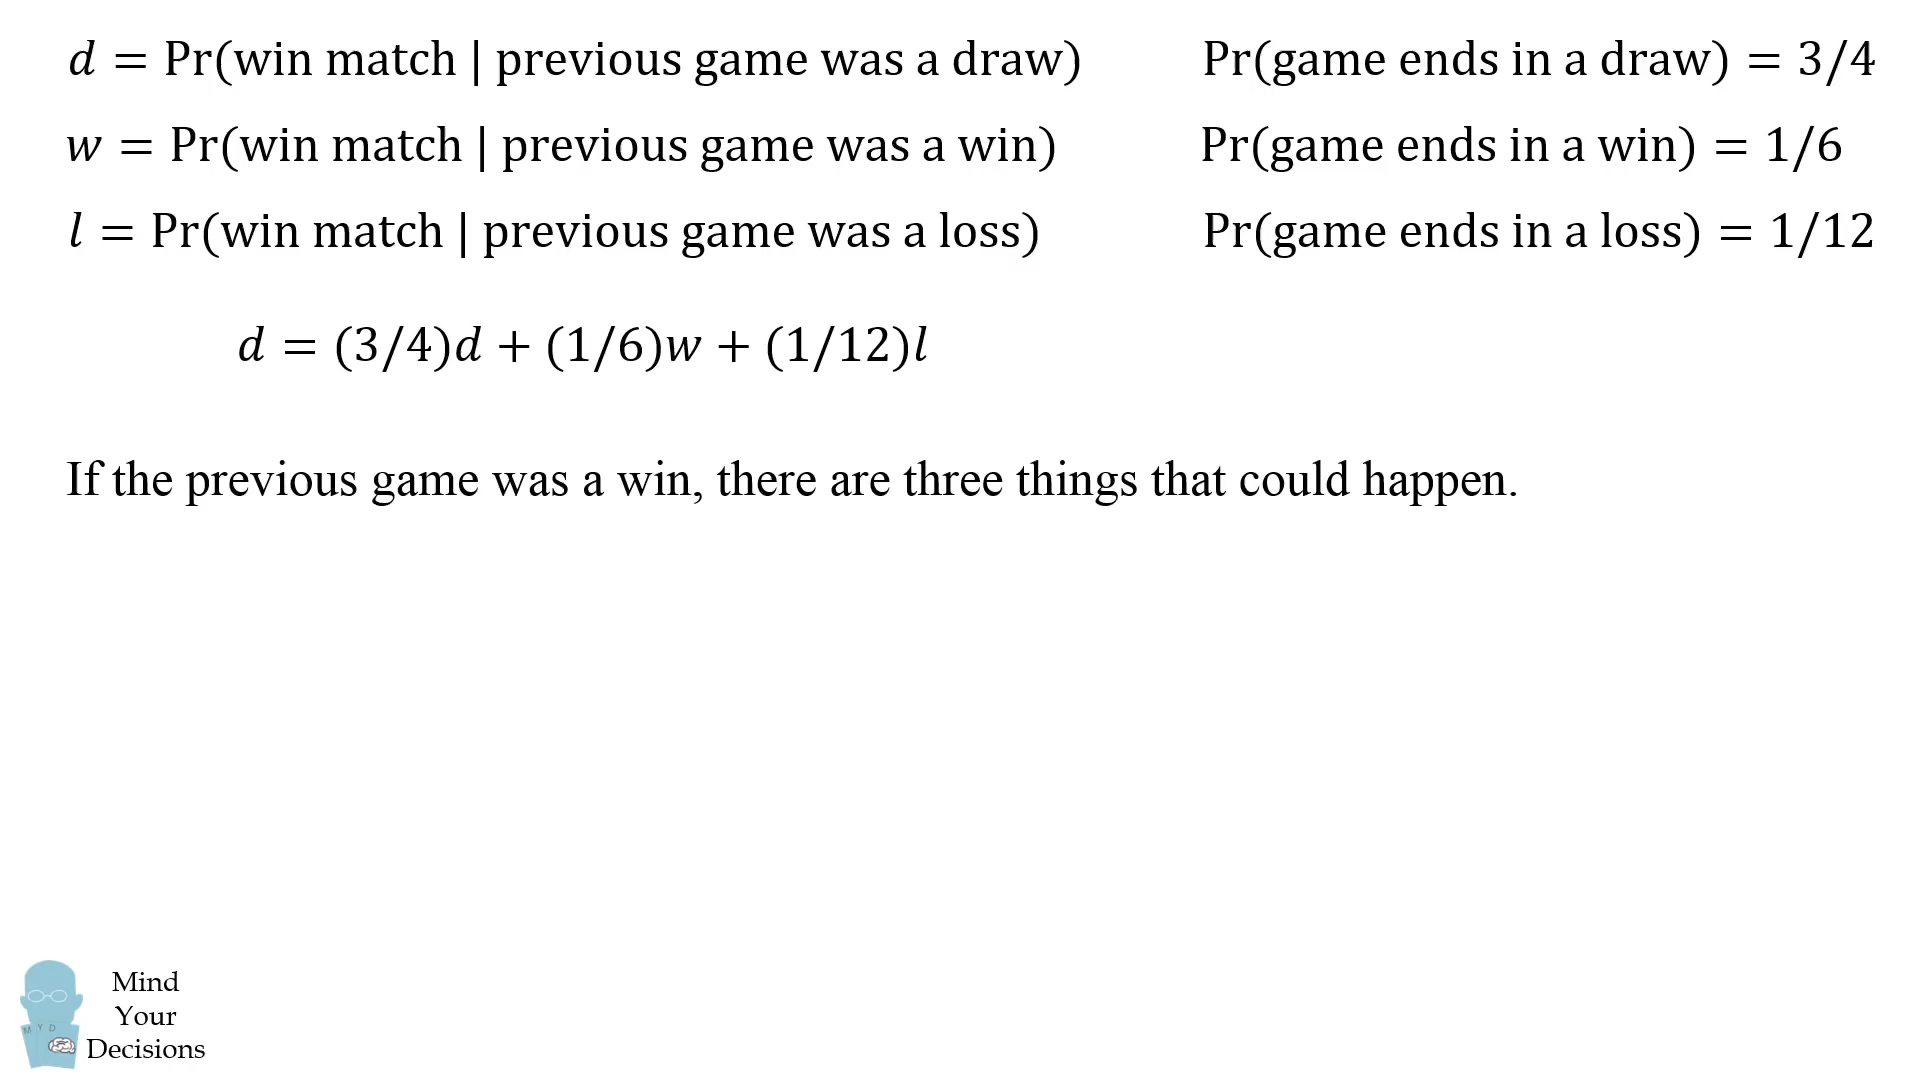 d = Pr(win match | previous game was a draw)
Pr(game ends in a draw) = 3/4
w = Pr(win match | previous game was a win)
Pr(game ends in a win) = 1/6
l = Pr(win match | previous game was a loss)
Pr(game ends in a loss) = 1/12
d = (3/4)d + (1/6)w + (1/12)l
If the previous game was a win, there are three things that could happen.
Mind
Your
Decisions
M Y D